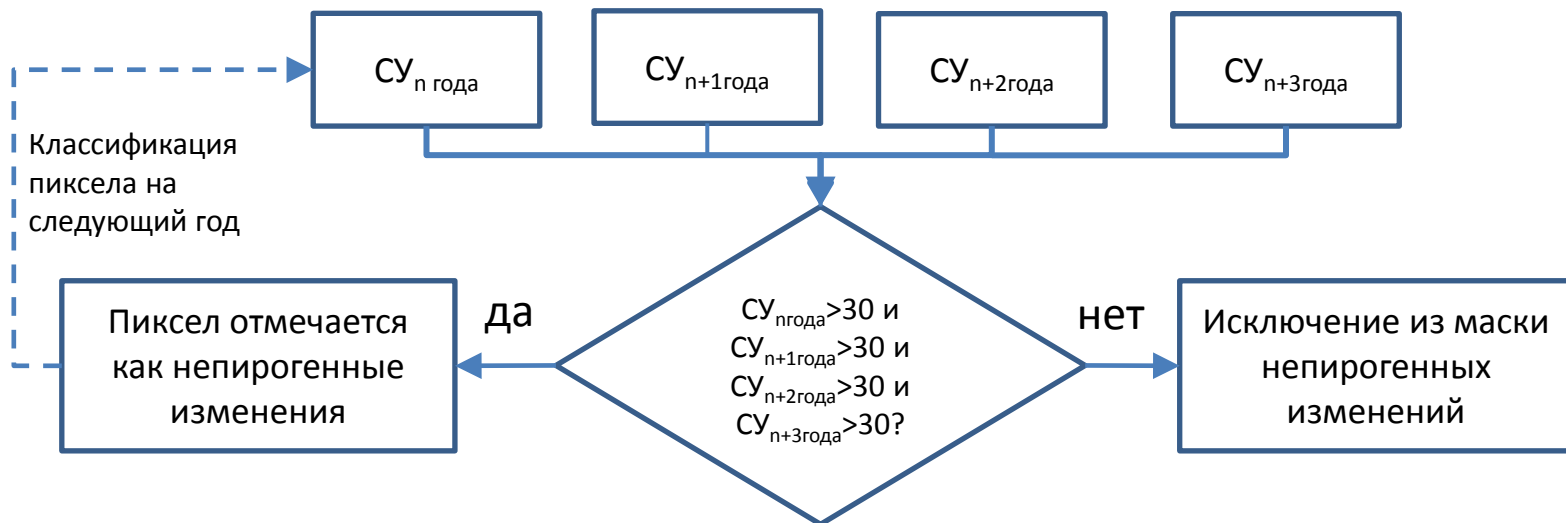 СУn года
СУn+1года
СУn+2года
СУn+3года
Классификация
пиксела на
следующий год
Пиксел отмечается
как непирогенные
изменения
да
СУnгода>30 и
СУn+1года>30 и
СУn+2года>30 и
СУn+3года>30?
нет
Исключение из маски
непирогенных
изменений